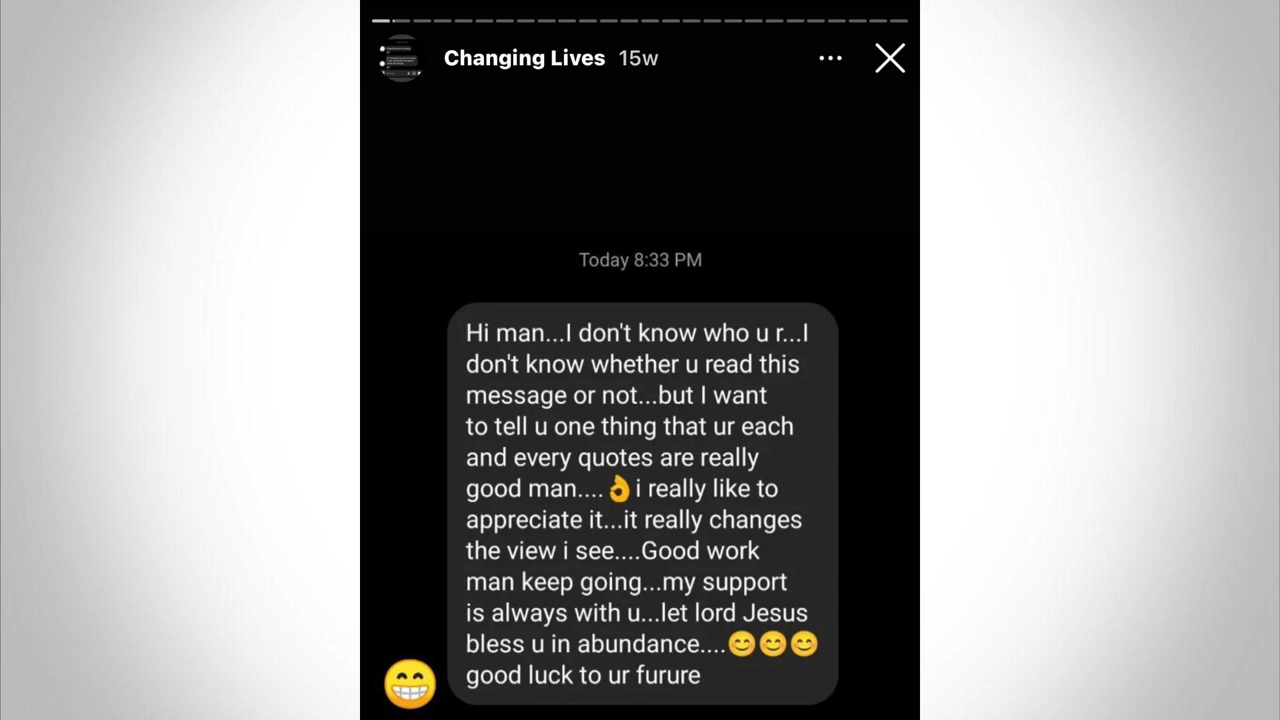 Changing Lives 15w
Today 8:33 PM
Hi man...I don't know who u r...I
don't know whether u read this
message or not...but I want
to tell u one thing that ur each
and every quotes are really
good man....👌i really like to
appreciate it...it really changes
the view i see....Good work
man keep going...my support
is always with u...let lord Jesus
bless u in abundance....😊😊😊
good luck to ur furure